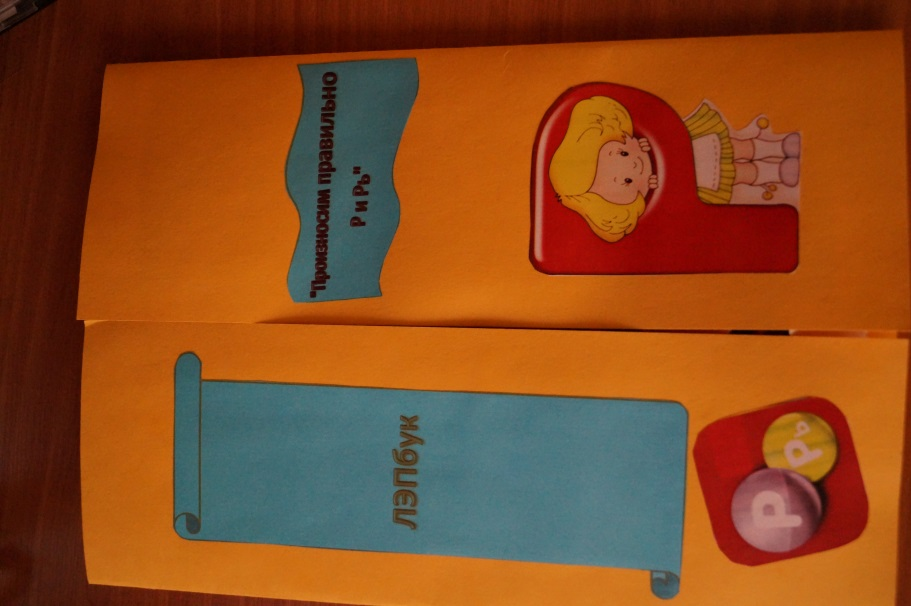 ЛЭПбук
Р
Рь
"Произносим правильно
Р и Рь"
Р